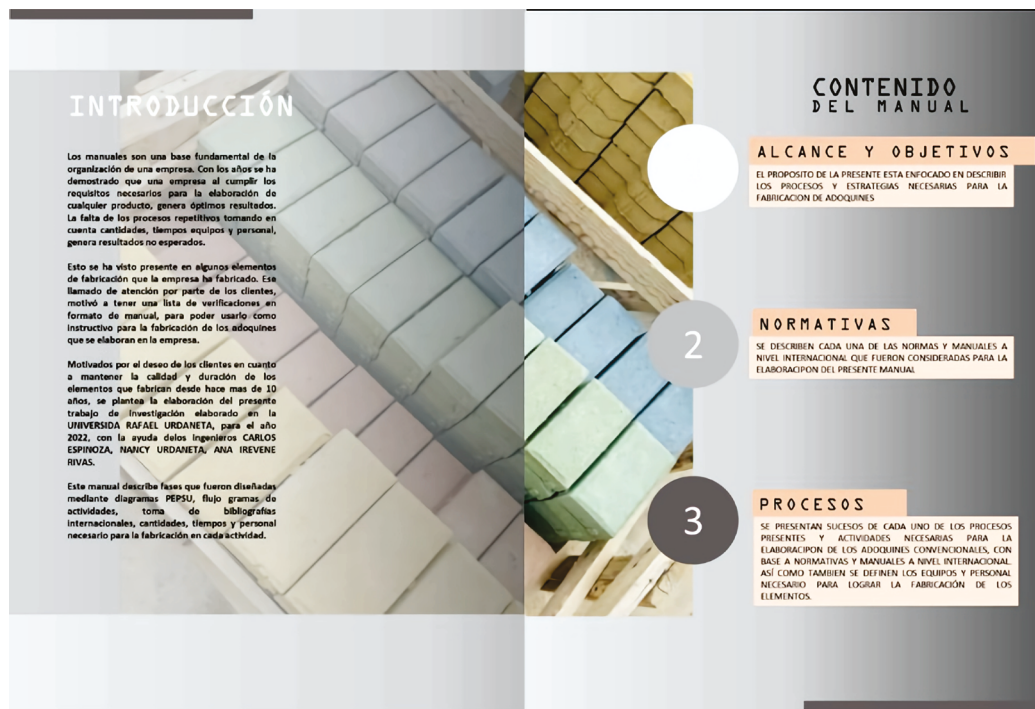 INTRODUCCIÓN
Los manuales son una base fundamental de la
organización de una empresa. Con los años se ha
demostrado que una empresa al cumplir los
requisitos necesarios para la elaboración de
cualquier producto, genera óptimos resultados.
La falta de los procesos repetitivos tomando en
cuenta cantidades, tiempos equipos y personal,
genera resultados no esperados.
Esto se ha visto presente en algunos elementos
de fabricación que la empresa ha fabricado. Ese
llamado de atención por parte de los clientes,
motivó a tener una lista de verificaciones en
formato de manual, para poder usarlo como
instructivo para la fabricación de los adoquines
que se elaboran en la empresa.
Motivados por el deseo de los clientes en cuanto
a mantener la calidad y duración de los
elementos que fabrican desde hace mas de 10
años, se plantea la elaboración del presente
trabajo de investigación elaborado en la
UNIVERSIDA RAFAEL URDANETA, para el año
2022, con la ayuda delos ingenieros CARLOS
ESPINOZA, NANCY URDANETA, ANA IREVENE
RIVAS.
Este manual describe fases que fueron diseñadas
mediante diagramas PEPSU, flujo gramas de
actividades, toma de bibliografías
internacionales, cantidades, tiempos y personal
necesario para la fabricación en cada actividad.
CONTENIDO
DEL MANUAL
ALCANCE Y OBJETIVOS
EL PROPOSITO DE LA PRESENTE ESTA ENFOCADO EN DESCRIBIR
LOS PROCESOS Y ESTRATEGIAS NECESARIAS PARA LA
FABRICACION DE ADOQUINES
2
NORMATIVAS
SE DESCRIBEN CADA UNA DE LAS NORMAS Y MANUALES A
NIVEL INTERNACIONAL QUE FUERON CONSIDERADAS PARA LA
ELABORACIPON DEL PRESENTE MANUAL
3
PROCESOS
SE PRESENTAN SUCESOS DE CADA UNO DE LOS PROCESOS
PRESENTES Y ACTIVIDADES NECESARIAS PARA LA
ELABORACIPON DE LOS ADOQUINES CONVENCIONALES, CON
BASE A NORMATIVAS Y MANUALES A NIVEL INTERNACIONAL.
ASÍ COMO TAMBIEN SE DEFINEN LOS EQUIPOS Y PERSONAL
NECESARIO PARA LOGRAR LA FABRICACIÓN DE LOS
ELEMENTOS.